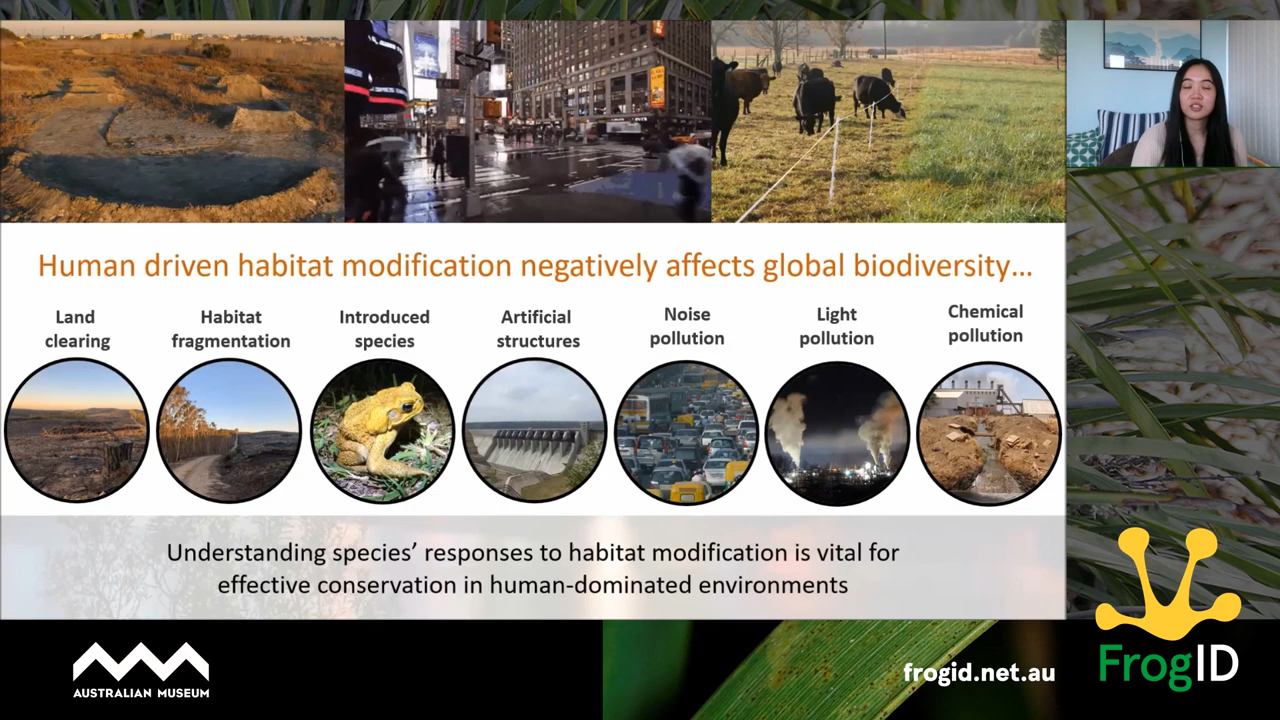 Human driven habitat modification negatively affects global biodiversity...
Land
clearing
Habitat
fragmentation
Introduced
species
Artificial
structures
Noise
pollution
Light
pollution
Chemical
pollution
Understanding species’ responses to habitat modification is vital for
effective conservation in human-dominated environments
AUSTRALIAN MUSEUM
frogid.net.au
FrogID